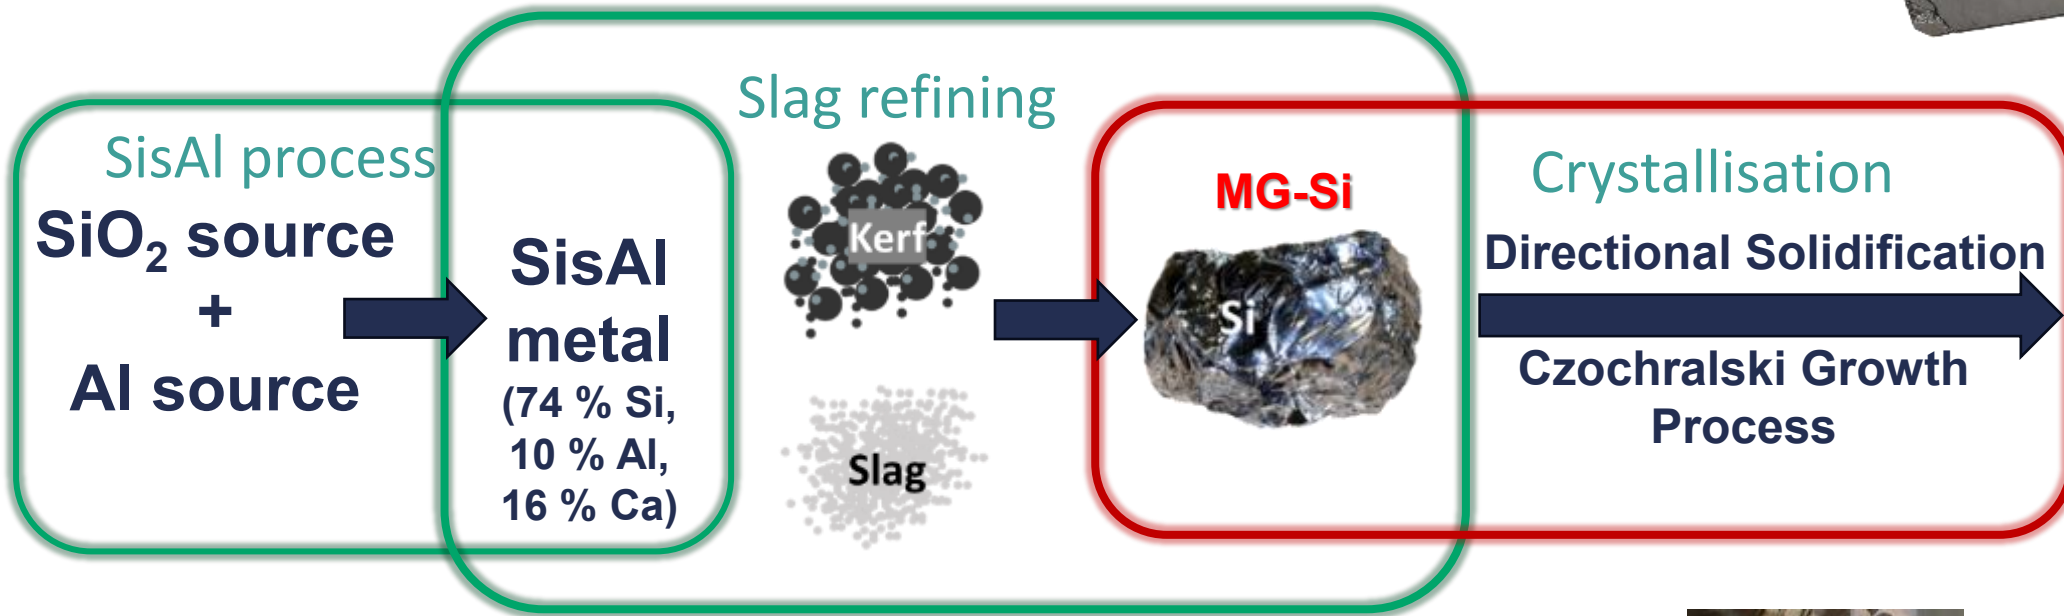 SisAl process
SiO₂ source
+
Al source
SisAl
metal
(74 % Si,
10 % Al,
16 % Ca)
Slag refining
Kerf
Slag
MG-Si
Si
Crystallisation
Directional Solidification
Czochralski Growth
Process